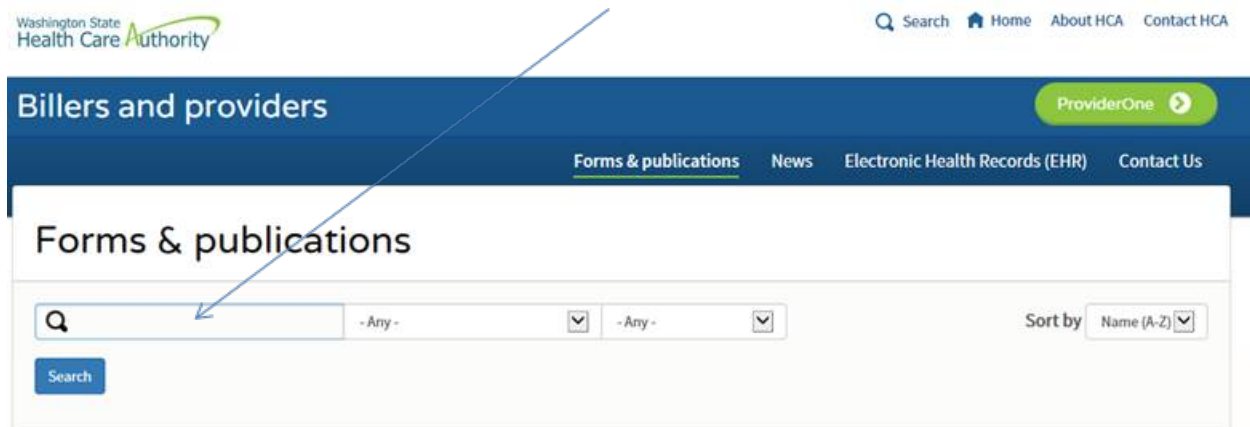 Washington State
Health Care Authority
Search Home About HCA Contact HCA
Billers and providers
ProviderOne
Forms & publications News Electronic Health Records (EHR) Contact Us
Forms & publications
- Any - - Any - Sort by Name (A-Z)
Search